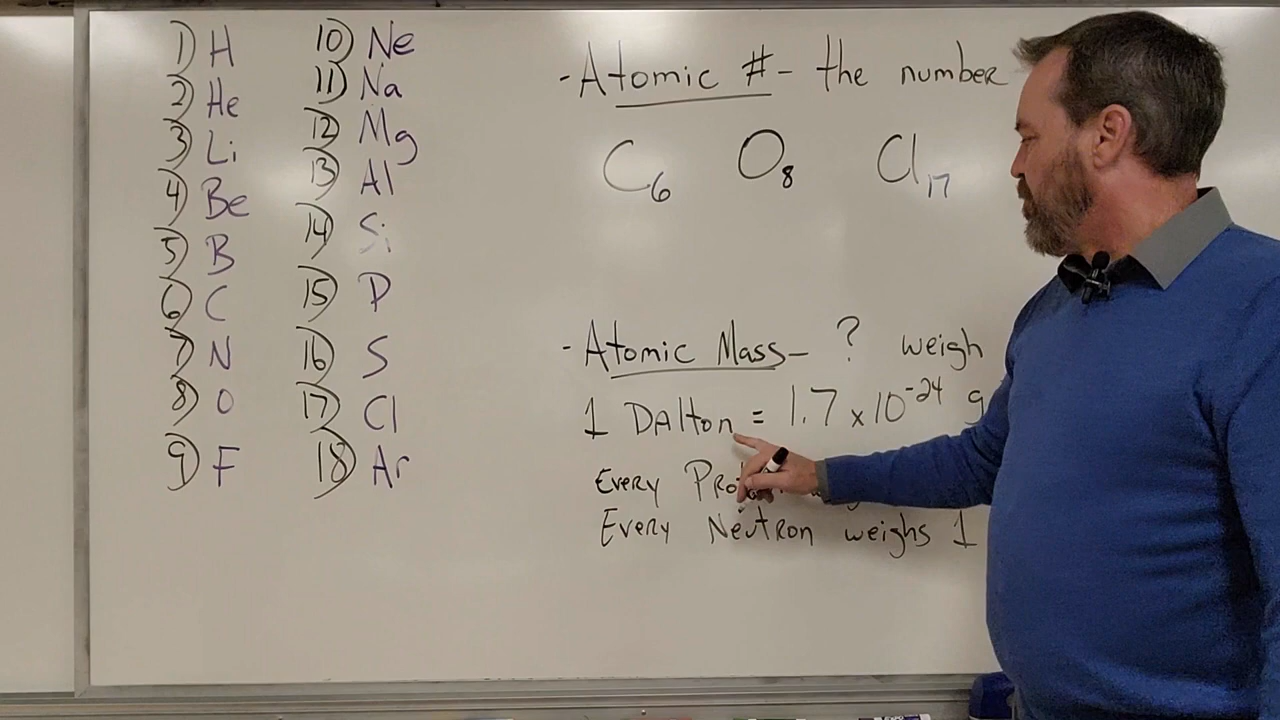 1) H
2) He
3) Li
4) Be
5) B
6) C
7) N
8) O
9) F
10) Ne
11) Na
12) Mg
13) Al
14) Si
15) P
16) S
17) Cl
18) Ar
- Atomic # - the number
C6 O8 Cl17
- Atomic Mass - ? weigh
1 DAlton = 1.7 x 10^-24 g
Every
Every Neutron weighs 1